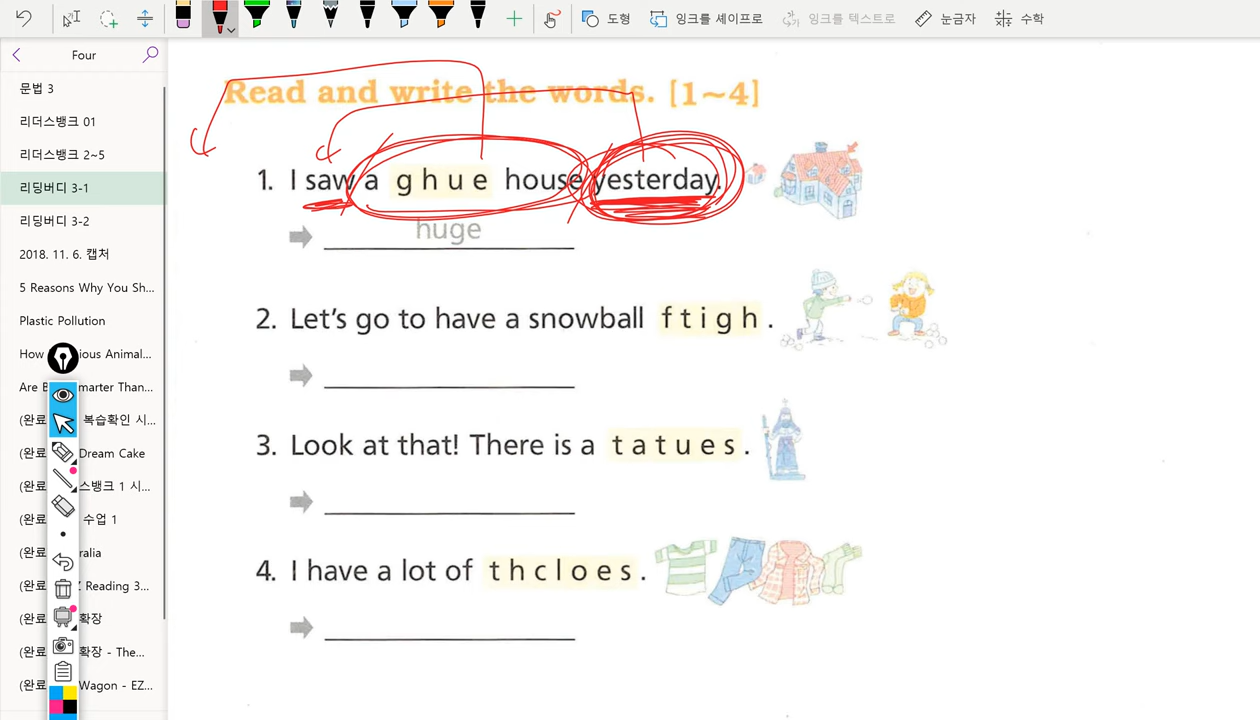 도형
잉크를 셰이프로
잉크를 텍스트로
눈금자
수학
Four
문법 3
리더스뱅크 01
리더스뱅크 2~5
리딩버디 3-1
리딩버디 3-2
2018. 11. 6. 캡처
5 Reasons Why You Sh...
Plastic Pollution
How ious Animal...
Are B marter Than...
(완료 복습확인 시...
(완료 Dream Cake
(완료 스뱅크 1 시...
(완료 수업 1
(완료 ralia
(완료 Z Reading 3...
(완료 확장
(완료 확장 - The...
(완료 Wagon - EZ...
Read and write the words. [1~4]
1. I saw a g h u e house yesterday.
huge
2. Let's go to have a snowball f t i g h .
3. Look at that! There is a t a t u e s .
4. I have a lot of t h c l o e s .